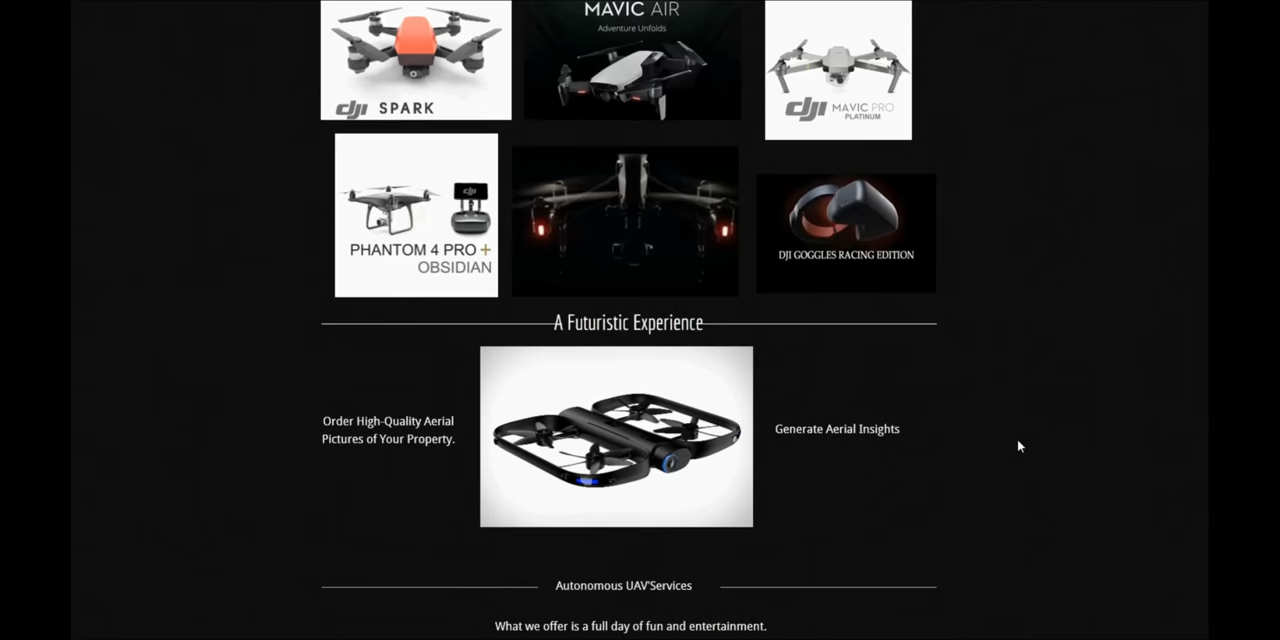 MAVIC AIR
Adventure Unfolds
dji SPARK
dji MAVIC PRO
PLATINUM
dji
PHANTOM 4 PRO +
OBSIDIAN
DJI GOGGLES RACING EDITION
A Futuristic Experience
Order High-Quality Aerial
Pictures of Your Property.
Generate Aerial Insights
Autonomous UAV'Services
What we offer is a full day of fun and entertainment.